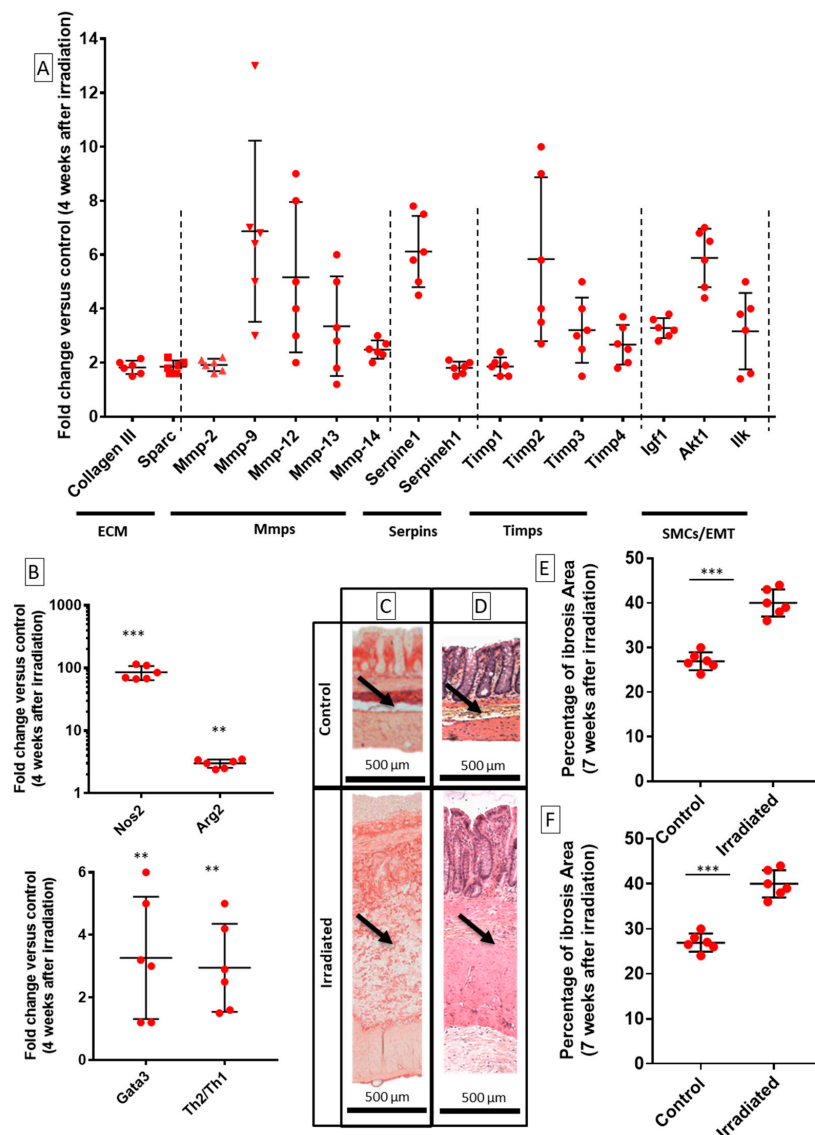 A
Fold change versus control (4 weeks after irradiation)
14
12
10
8
6
4
2
0
Collagen III
Sparc
Mmp-2
Mmp-9
Mmp-12
Mmp-13
Mmp-14
Serpine1
Serpineh1
Timp1
Timp2
Timp3
Timp4
Igf1
Akt1
Ilk
ECM
Mmps
Serpins
Timps
SMCs/EMT
B
Fold change versus control
(4 weeks after irradiation)
1000
100
10
1
***
**
Nos2
Arg2
Fold change versus control
(4 weeks after irradiation)
6
4
2
0
**
**
Gata3
Th2/Th1
C
D
Control
500 µm
500 µm
Irradiated
500 µm
500 µm
E
Percentage of ibrosis Area
(7 weeks after irradiation)
50
40
30
20
10
0
***
Control
Irradiated
F
Percentage of ibrosis Area
(7 weeks after irradiation)
50
40
30
20
10
0
***
Control
Irradiated